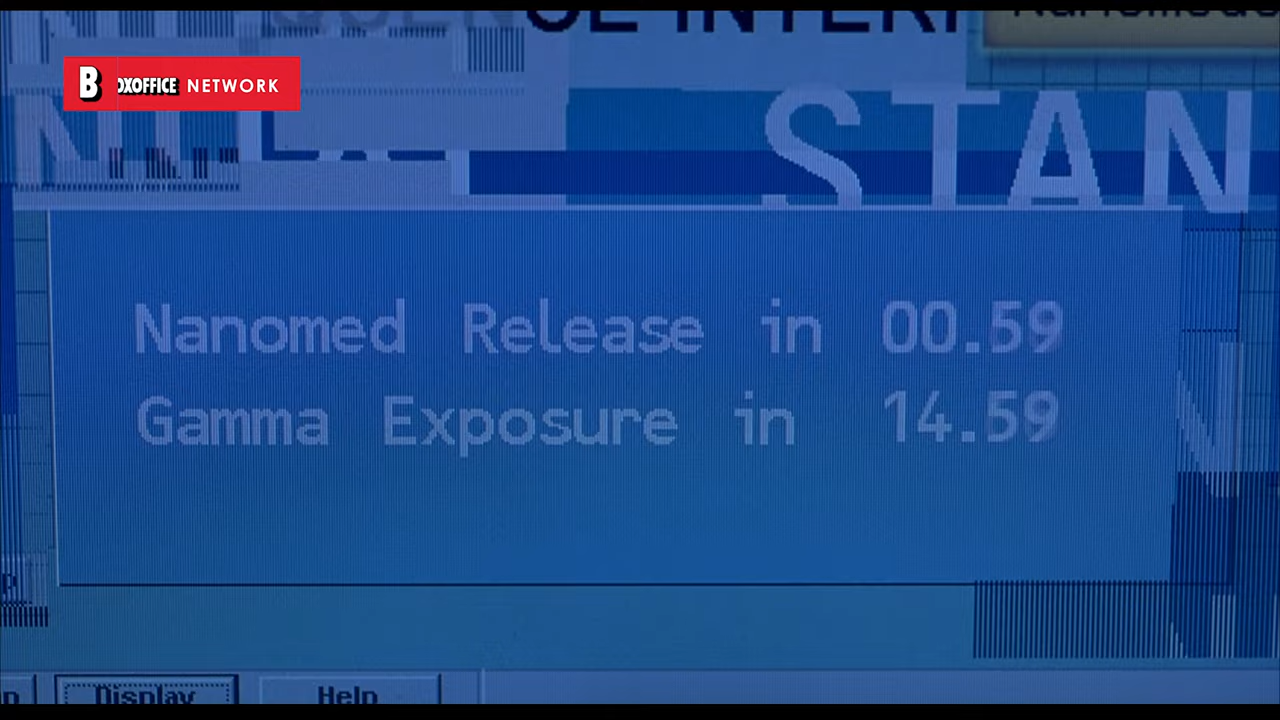 BOXOFFICE NETWORK
STAN
Nanomed Release in 00.59
Gamma Exposure in 14.59
Display
Help